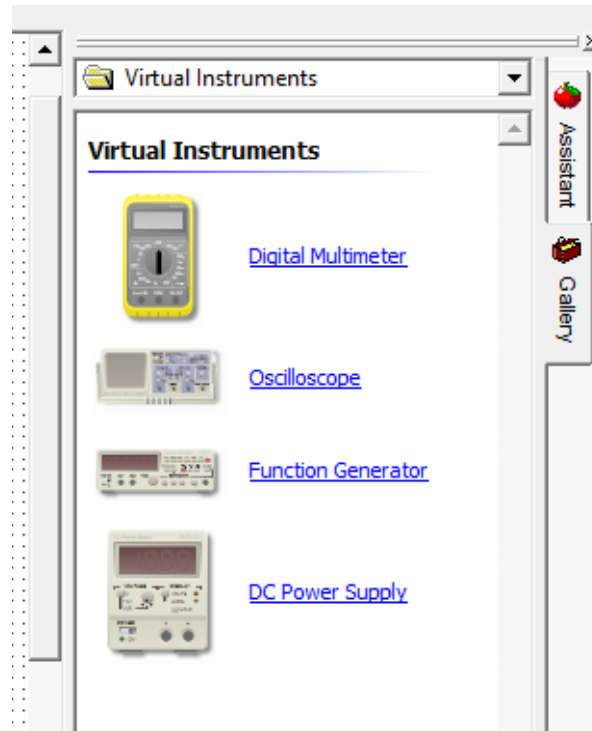 Virtual Instruments
Virtual Instruments
Digital Multimeter
Oscilloscope
Function Generator
DC Power Supply
Assistant
Gallery